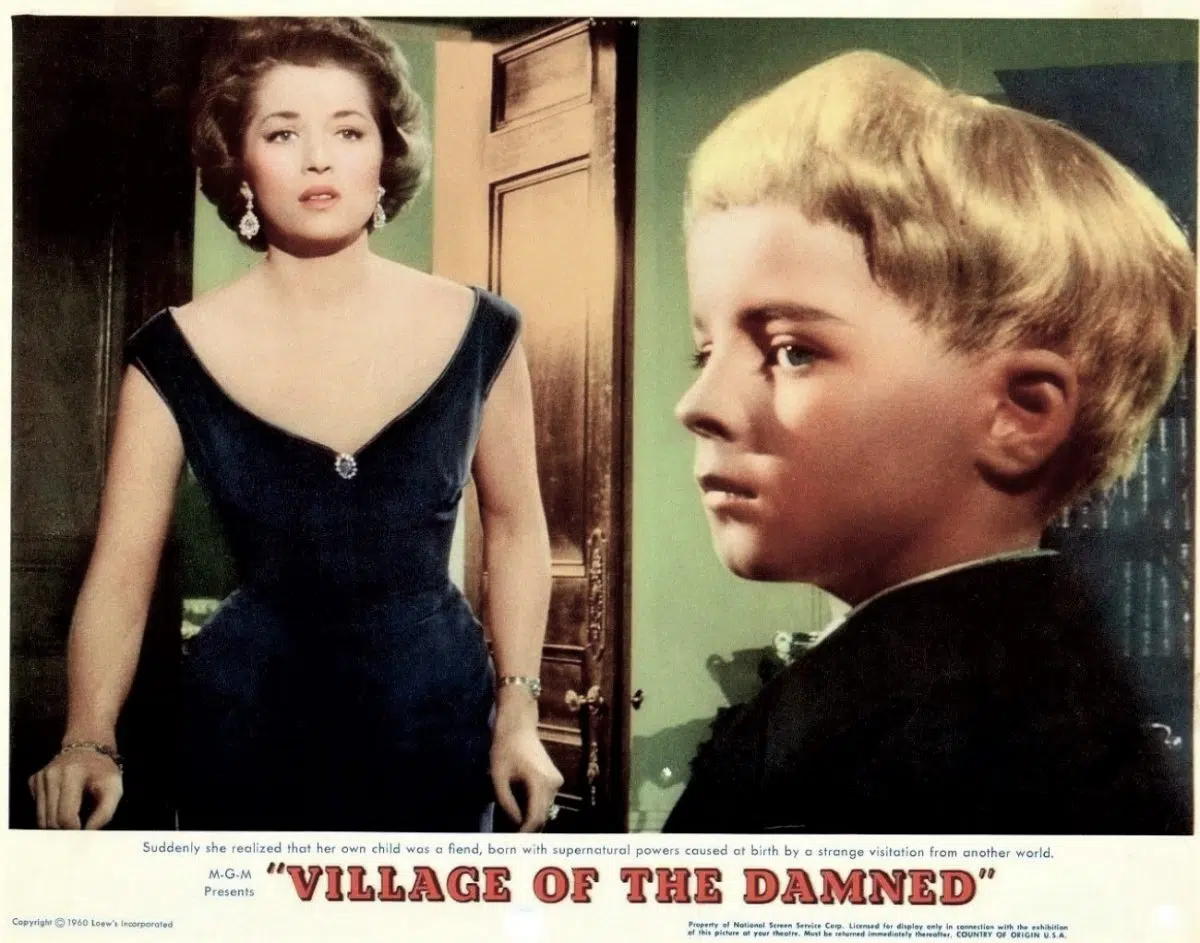 Suddenly she realized that her own child was a fiend, born with supernatural powers caused at birth by a strange visitation from another world.
M-G-M
Presents
"VILLAGE OF THE DAMNED"
Copyright © 1960 Loew's Incorporated
Property of National Screen Service Corp. Licensed for display only in connection with the exhibition
of this picture at your theatre. Must be returned immediately thereafter. COUNTRY OF ORIGIN U.S.A.